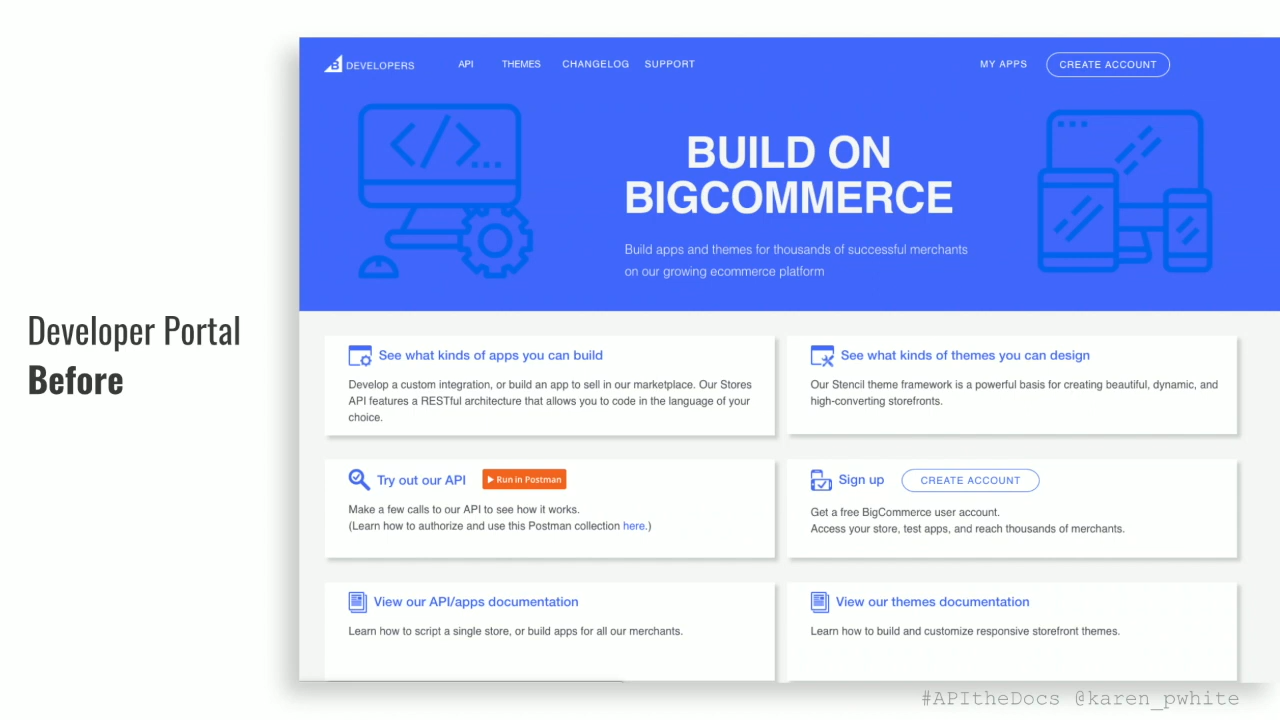 Developer Portal
Before
B DEVELOPERS
API
THEMES
CHANGELOG
SUPPORT
MY APPS
CREATE ACCOUNT
BUILD ON
BIGCOMMERCE
Build apps and themes for thousands of successful merchants
on our growing ecommerce platform
See what kinds of apps you can build
Develop a custom integration, or build an app to sell in our marketplace. Our Stores
API features a RESTful architecture that allows you to code in the language of your
choice.
See what kinds of themes you can design
Our Stencil theme framework is a powerful basis for creating beautiful, dynamic, and
high-converting storefronts.
Try out our API
Run in Postman
Make a few calls to our API to see how it works.
(Learn how to authorize and use this Postman collection here.)
Sign up
CREATE ACCOUNT
Get a free BigCommerce user account.
Access your store, test apps, and reach thousands of merchants.
View our API/apps documentation
Learn how to script a single store, or build apps for all our merchants.
View our themes documentation
Learn how to build and customize responsive storefront themes.
#APItheDocs @karen_pwhite